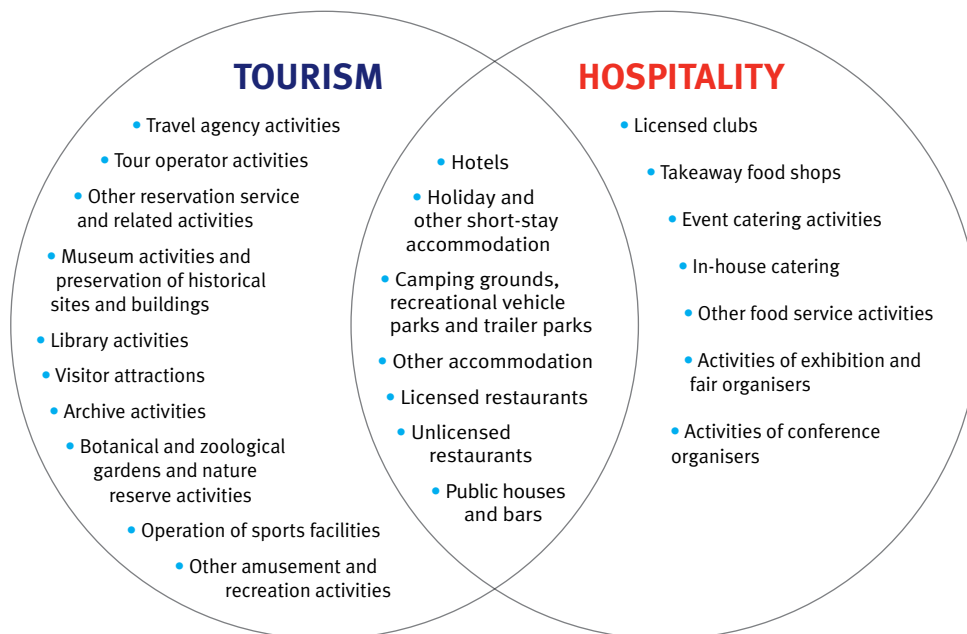 TOURISM
• Travel agency activities
• Tour operator activities
• Other reservation service
and related activities
• Museum activities and
preservation of historical
sites and buildings
• Library activities
• Visitor attractions
• Archive activities
• Botanical and zoological
gardens and nature
reserve activities
• Operation of sports facilities
• Other amusement and
recreation activities
• Hotels
• Holiday and
other short-stay
accommodation
• Camping grounds,
recreational vehicle
parks and trailer parks
• Other accommodation
• Licensed restaurants
• Unlicensed
restaurants
• Public houses
and bars
HOSPITALITY
• Licensed clubs
• Takeaway food shops
• Event catering activities
• In-house catering
• Other food service activities
• Activities of exhibition and
fair organisers
• Activities of conference
organisers